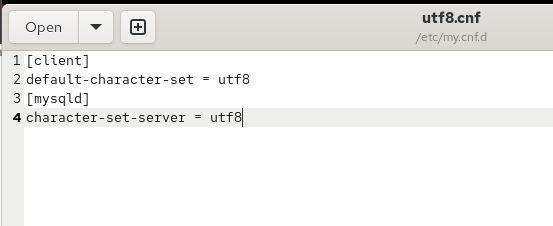 Open
utf8.cnf
/etc/my.cnf.d
1 [client]
2 default-character-set = utf8
3 [mysqld]
4 character-set-server = utf8